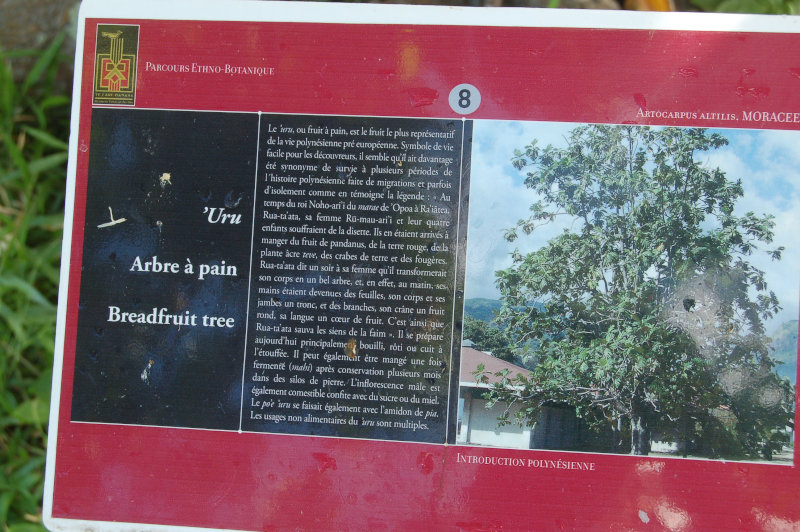 Parcours Ethno-Botanique
8
Artocarpus altilis, MORACEE
'Uru
Arbre à pain
Breadfruit tree
Le 'uru, ou fruit à pain, est le fruit le plus représentatif
de la vie polynésienne pré européenne. Symbole de vie
facile pour les découvreurs, il semble qu'il ait davantage
été synonyme de survie à plusieurs périodes de
l'histoire polynésienne faite de migrations et parfois
d'isolement comme en témoigne la légende : « Au
temps du roi Noho-ari'i du marae de 'Opoa à Ra'iātea,
Rua-ta'ata, sa femme Rū-mau-ari'i et leur quatre
enfants souffraient de la disette. Ils en étaient arrivés à
manger du fruit de pandanus, de la terre rouge, de la
plante âcre teve, des crabes de terre et des fougères.
Rua-ta'ata dit un soir à sa femme qu'il transformerait
son corps en un bel arbre, et, en effet, au matin, ses
mains étaient devenues des feuilles, son corps et ses
jambes un tronc, et des branches, son crâne un fruit
rond, sa langue un cœur de fruit. C'est ainsi que
Rua-ta'ata sauva les siens de la faim ». Il se prépare
aujourd'hui principalement bouilli, rôti ou cuit à
l'étouffée. Il peut également être mangé une fois
fermenté (mahi) après conservation plusieurs mois
dans des silos de pierre. L'inflorescence mâle est
également comestible confite avec du sucre ou du miel.
Le po'e 'uru se faisait également avec l'amidon de pia.
Les usages non alimentaires du 'uru sont multiples.
Introduction polynésienne